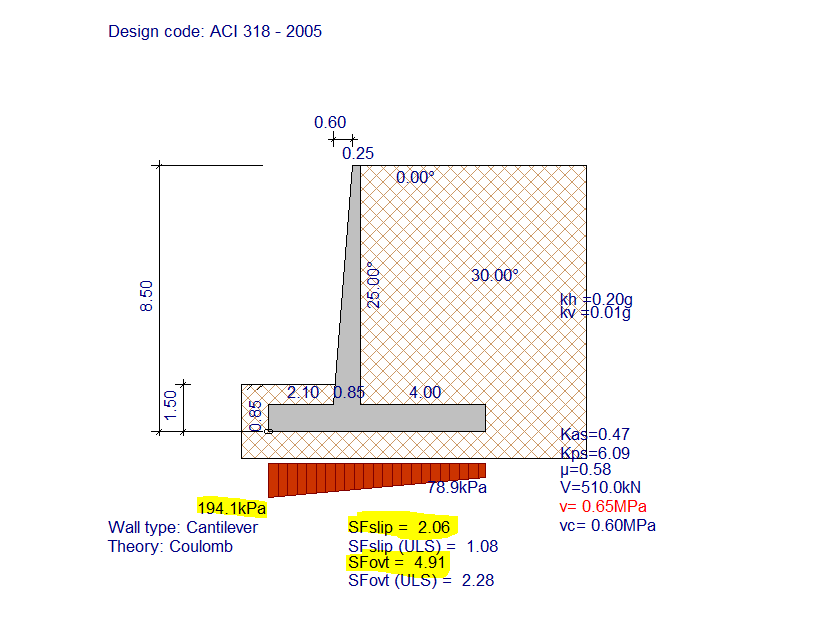 Design code: ACI 318 - 2005
0.60
0.25
0.00°
30.00°
25.00°
8.50
kh =0.20g
kv =0.01g
1.50
2.10
0.85
4.00
0.85
0
Kas=0.47
Kps=6.09
µ=0.58
V=510.0kN
v= 0.65MPa
vc= 0.60MPa
78.9kPa
194.1kPa
Wall type: Cantilever
Theory: Coulomb
SFslip = 2.06
SFslip (ULS) = 1.08
SFovt = 4.91
SFovt (ULS) = 2.28